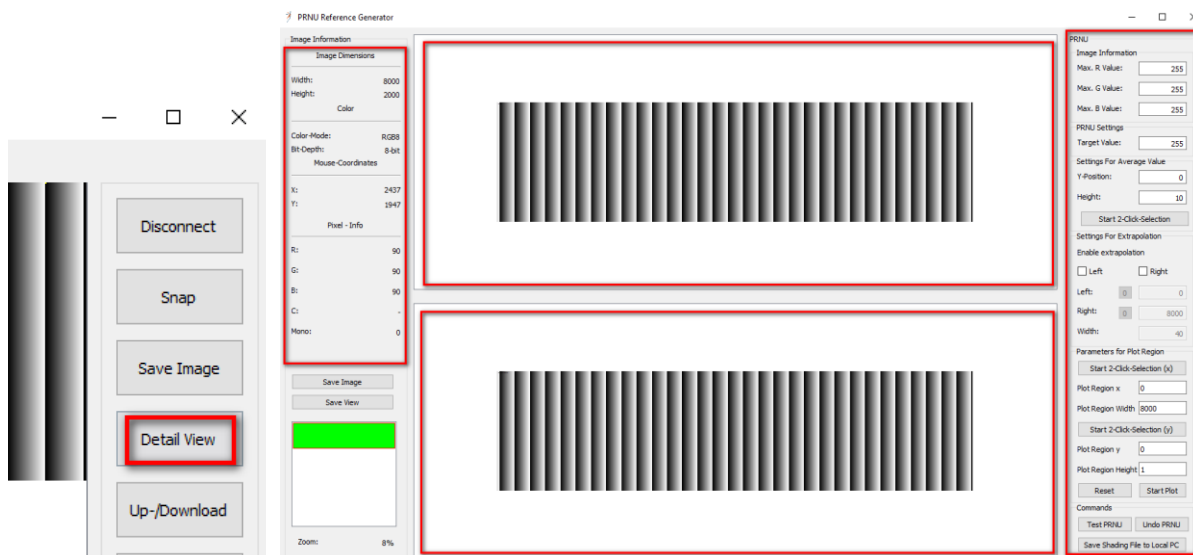 Disconnect
Snap
Save Image
Detail View
Up-/Download
PRNU Reference Generator
Image Information
Image Dimensions
Width: 8000
Height: 2000
Color
Color-Mode: RGB8
Bit-Depth: 8-bit
Mouse-Coordinates
X: 2437
Y: 1947
Pixel - Info
R: 90
G: 90
B: 90
C: -
Mono: 0
Save Image
Save View
Zoom: 8%
PRNU
Image Information
Max. R Value: 255
Max. G Value: 255
Max. B Value: 255
PRNU Settings
Target Value: 255
Settings For Average Value
Y-Position: 0
Height: 10
Start 2-Click-Selection
Settings For Extrapolation
Enable extrapolation
Left Right
Left: 0 0
Right: 0 8000
Width: 40
Parameters for Plot Region
Start 2-Click-Selection (x)
Plot Region x 0
Plot Region Width 8000
Start 2-Click-Selection (y)
Plot Region y 0
Plot Region Height 1
Reset Start Plot
Commands
Test PRNU Undo PRNU
Save Shading File to Local PC